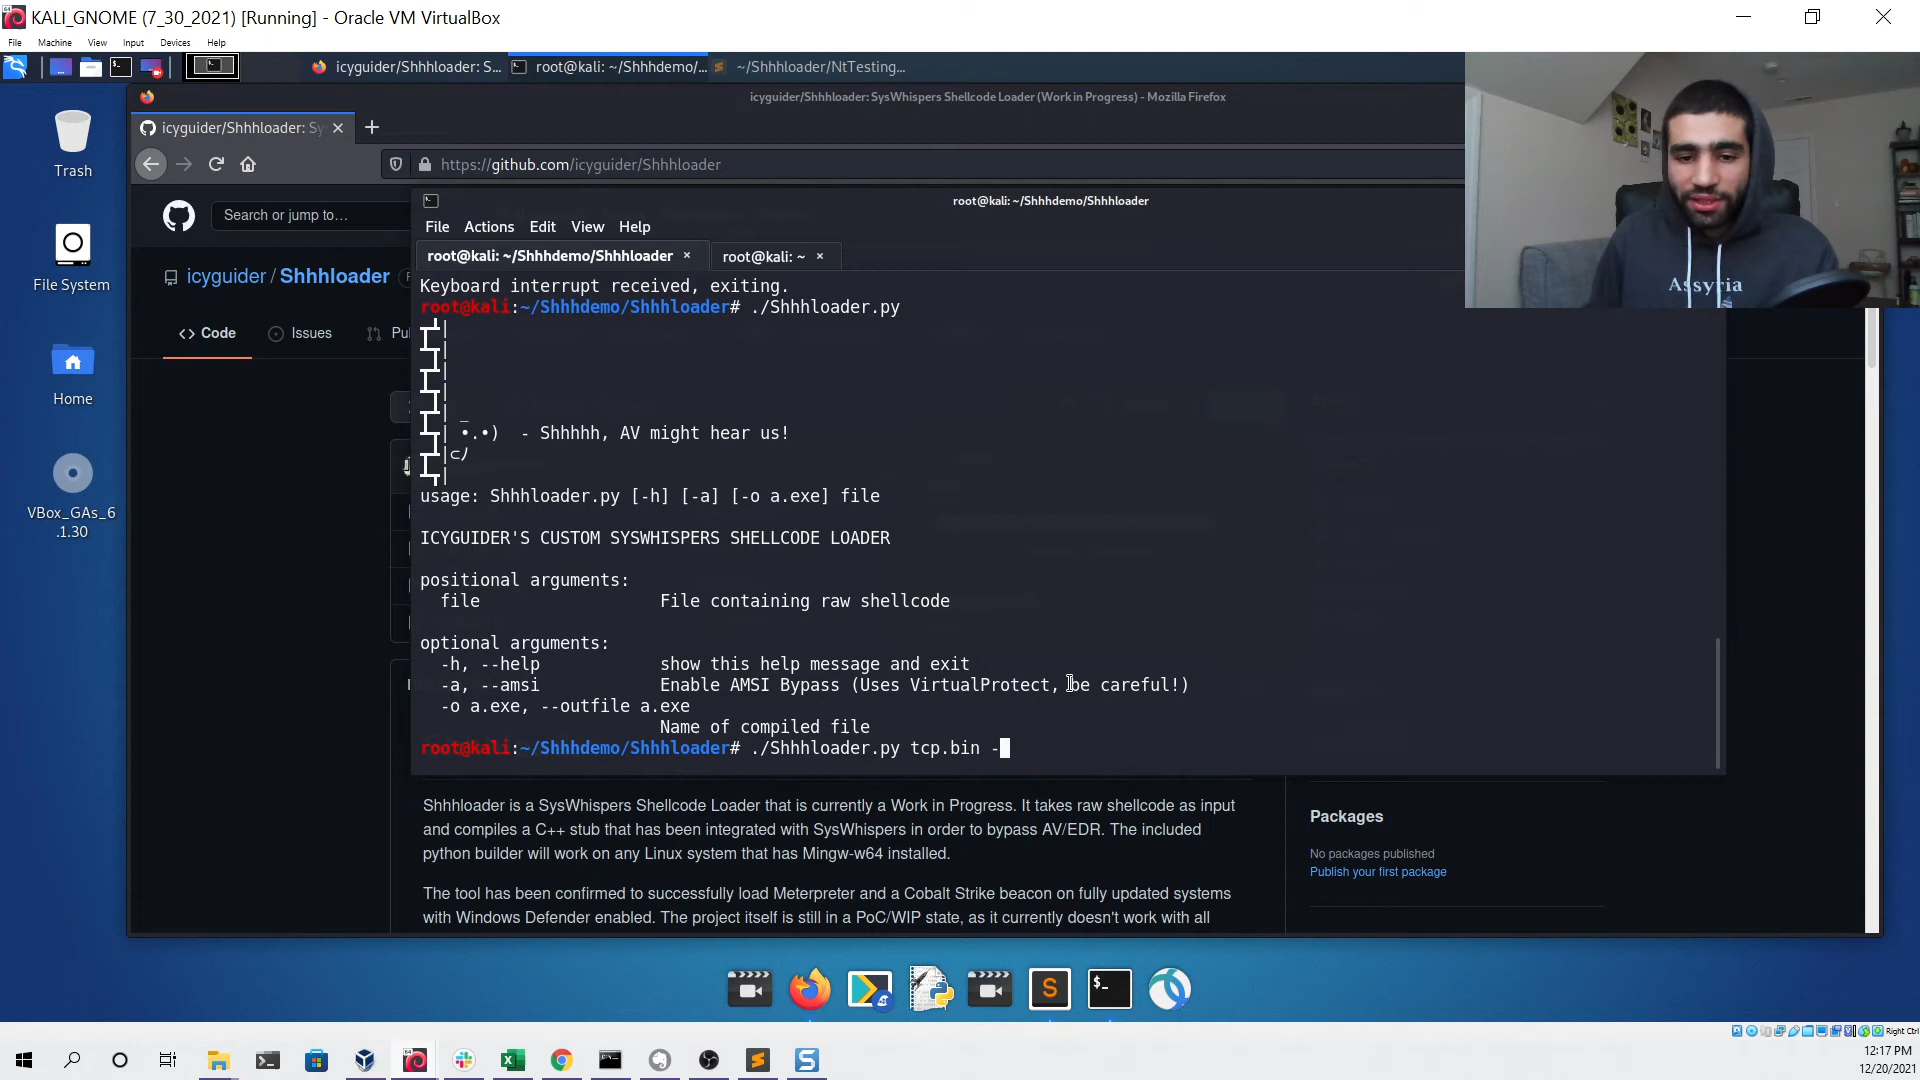 KALI_GNOME (7_30_2021) [Running] - Oracle VM VirtualBox
File Machine View Input Devices Help
icyguider/Shhhloader: S...
root@kali: ~/Shhhdemo/...
~/Shhhloader/NtTesting...
icyguider/Shhhloader: SysWhispers Shellcode Loader (Work in Progress) - Mozilla Firefox
icyguider/Shhhloader: Sy
https://github.com/icyguider/Shhhloader
Trash
File System
Home
VBox_GAs_6
.1.30
Search or jump to…
icyguider / Shhhloader
Code
Issues
Pu
root@kali: ~/Shhhdemo/Shhhloader
File Actions Edit View Help
root@kali: ~/Shhhdemo/Shhhloader
root@kali: ~
Assyria
Keyboard interrupt received, exiting.
root@kali:~/Shhhdemo/Shhhloader# ./Shhhloader.py
•.•) - Shhhhh, AV might hear us!
usage: Shhhloader.py [-h] [-a] [-o a.exe] file
ICYGUIDER'S CUSTOM SYSWHISPERS SHELLCODE LOADER
positional arguments:
file File containing raw shellcode
optional arguments:
-h, --help show this help message and exit
-a, --amsi Enable AMSI Bypass (Uses VirtualProtect, be careful!)
-o a.exe, --outfile a.exe
Name of compiled file
root@kali:~/Shhhdemo/Shhhloader# ./Shhhloader.py tcp.bin -
Shhhloader is a SysWhispers Shellcode Loader that is currently a Work in Progress. It takes raw shellcode as input
and compiles a C++ stub that has been integrated with SysWhispers in order to bypass AV/EDR. The included
python builder will work on any Linux system that has Mingw-w64 installed.
The tool has been confirmed to successfully load Meterpreter and a Cobalt Strike beacon on fully updated systems
with Windows Defender enabled. The project itself is still in a PoC/WIP state, as it currently doesn't work with all
Packages
No packages published
Publish your first package
Right Ctrl
12:17 PM
12/20/2021